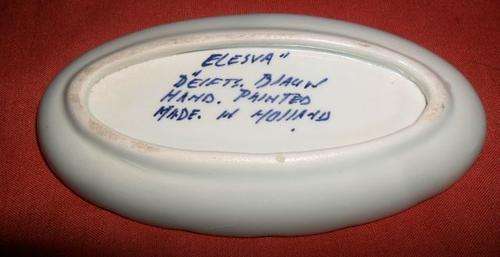 ELESVA"
"DELFTS. BLAUW
HAND. PAINTED
MADE. IN HOLLAND